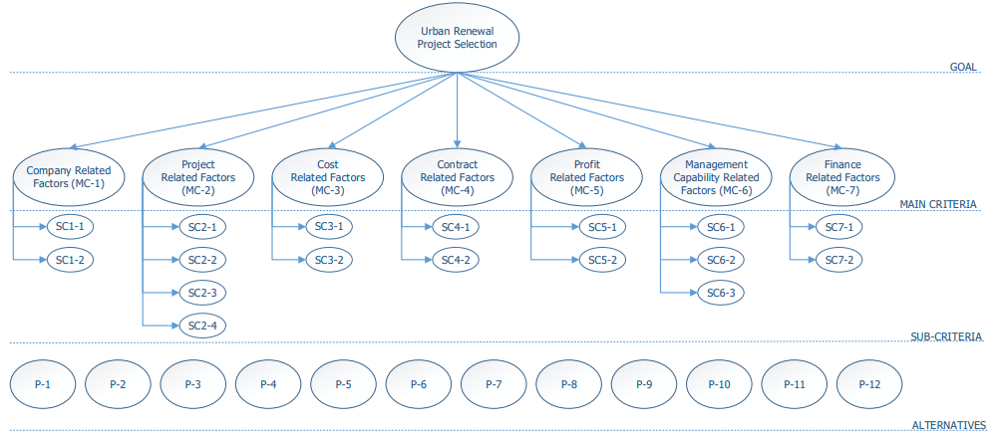 Urban Renewal
Project Selection
GOAL
Company Related
Factors (MC-1)
Project
Related Factors
(MC-2)
Cost
Related Factors
(MC-3)
Contract
Related Factors
(MC-4)
Profit
Related Factors
(MC-5)
Management
Capability Related
Factors (MC-6)
Finance
Related Factors
(MC-7)
MAIN CRITERIA
SC1-1
SC2-1
SC3-1
SC4-1
SC5-1
SC6-1
SC7-1
SC1-2
SC2-2
SC3-2
SC4-2
SC5-2
SC6-2
SC7-2
SC2-3
SC6-3
SC2-4
SUB-CRITERIA
P-1
P-2
P-3
P-4
P-5
P-6
P-7
P-8
P-9
P-10
P-11
P-12
ALTERNATIVES